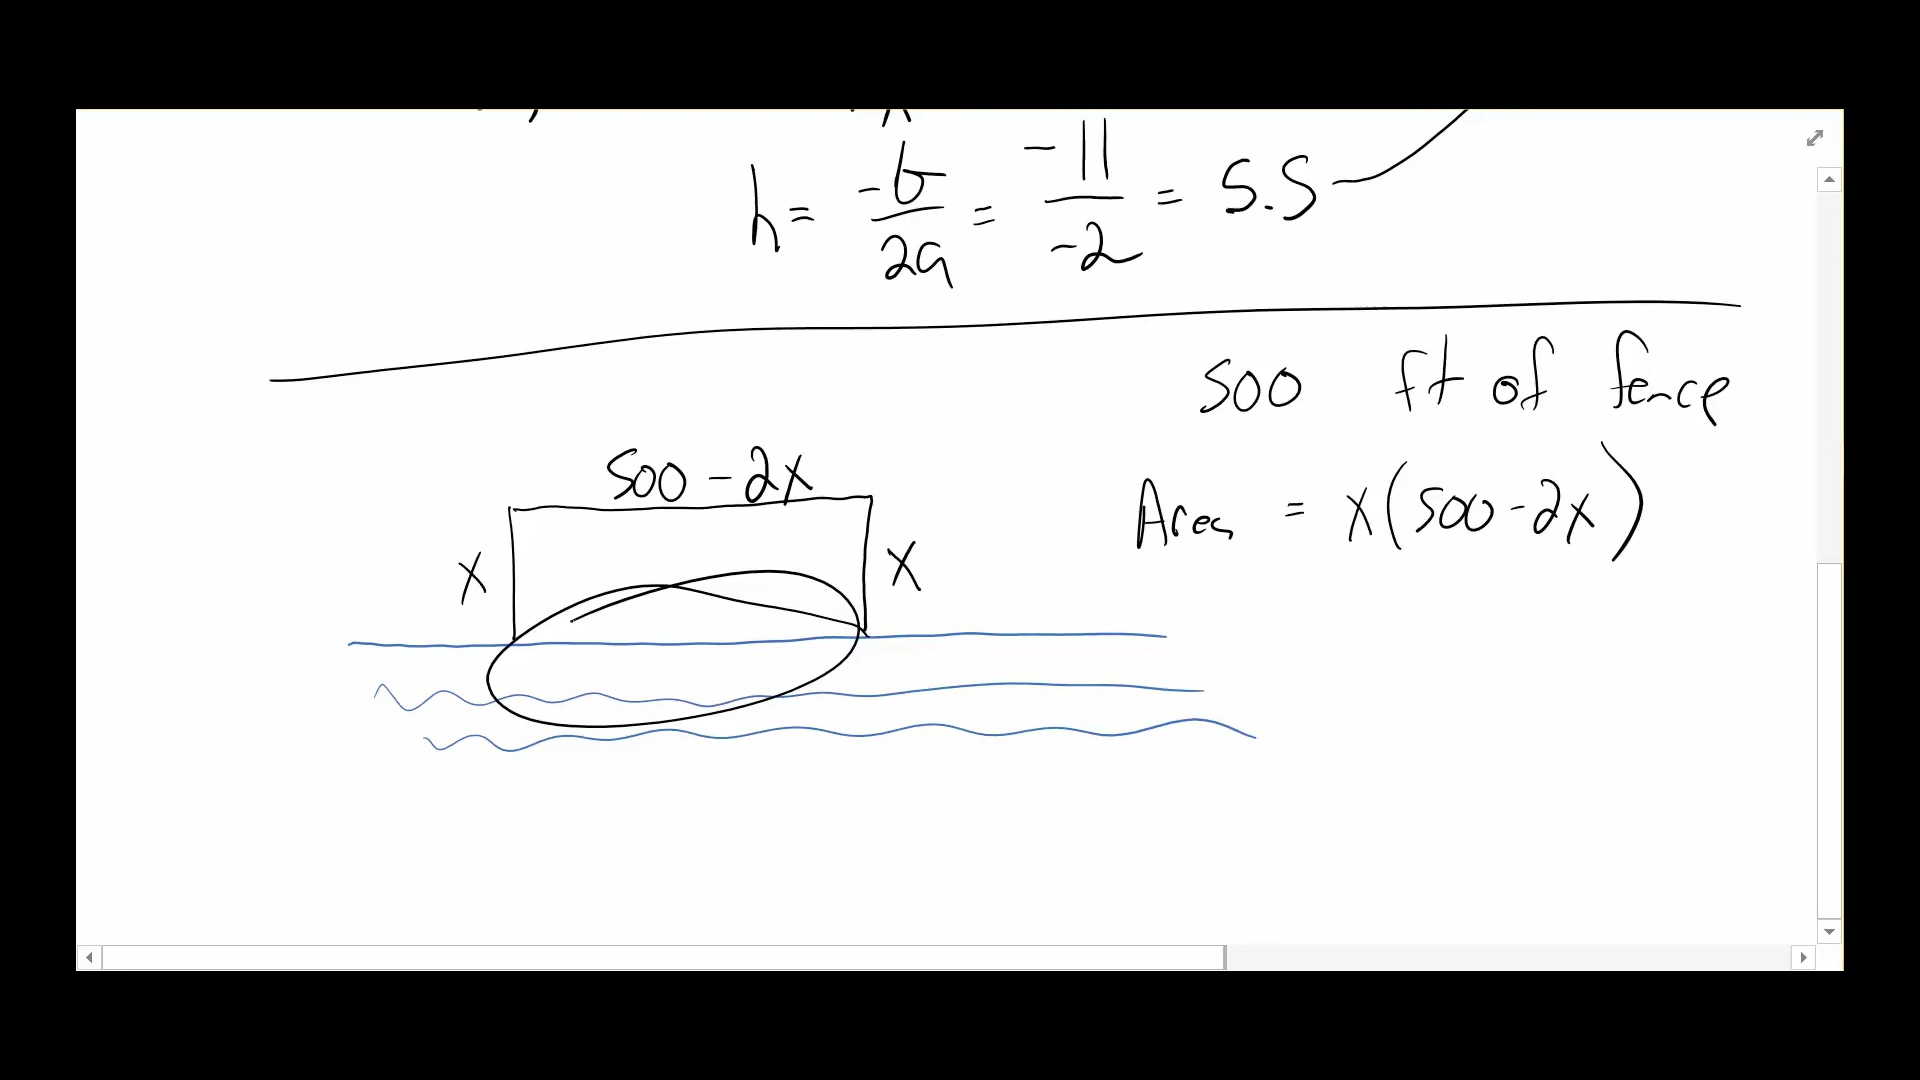 h = -b/2a = -11/-2 = 5.5
500 ft of fence
500 - 2x
Area = x(500-2x)
x x